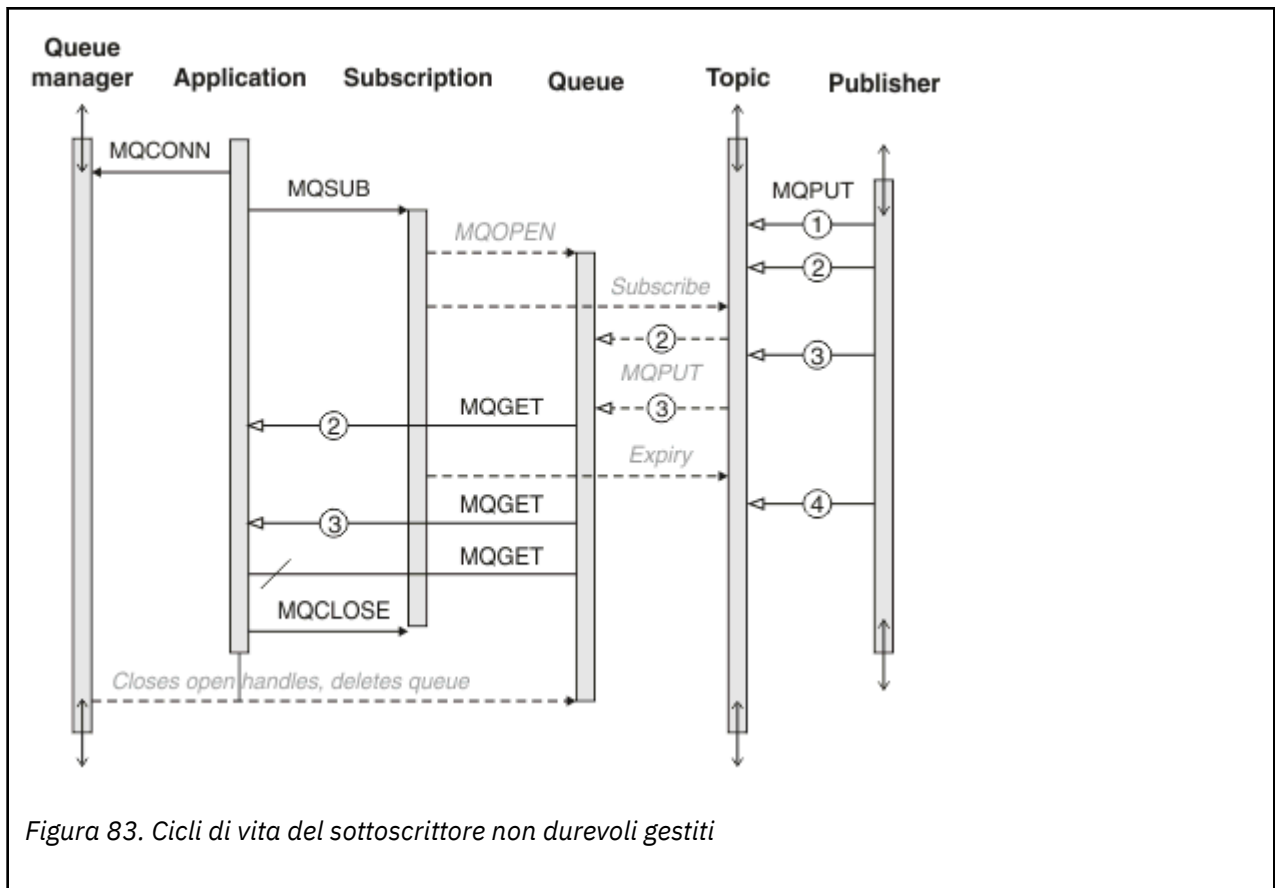 Queue
manager
Application
Subscription
Queue
Topic
Publisher
MQCONN
MQSUB
MQPUT
MQOPEN
1
2
Subscribe
2
3
MQPUT
3
MQGET
2
Expiry
MQGET
4
3
MQGET
MQCLOSE
Closes open handles, deletes queue
Figura 83. Cicli di vita del sottoscrittore non durevoli gestiti